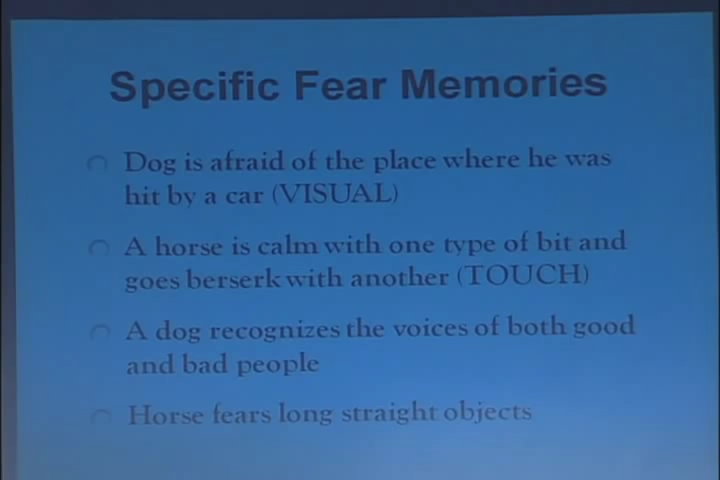 Specific Fear Memories
Dog is afraid of the place where he was
hit by a car (VISUAL)
A horse is calm with one type of bit and
goes berserk with another (TOUCH)
A dog recognizes the voices of both good
and bad people
Horse fears long straight objects